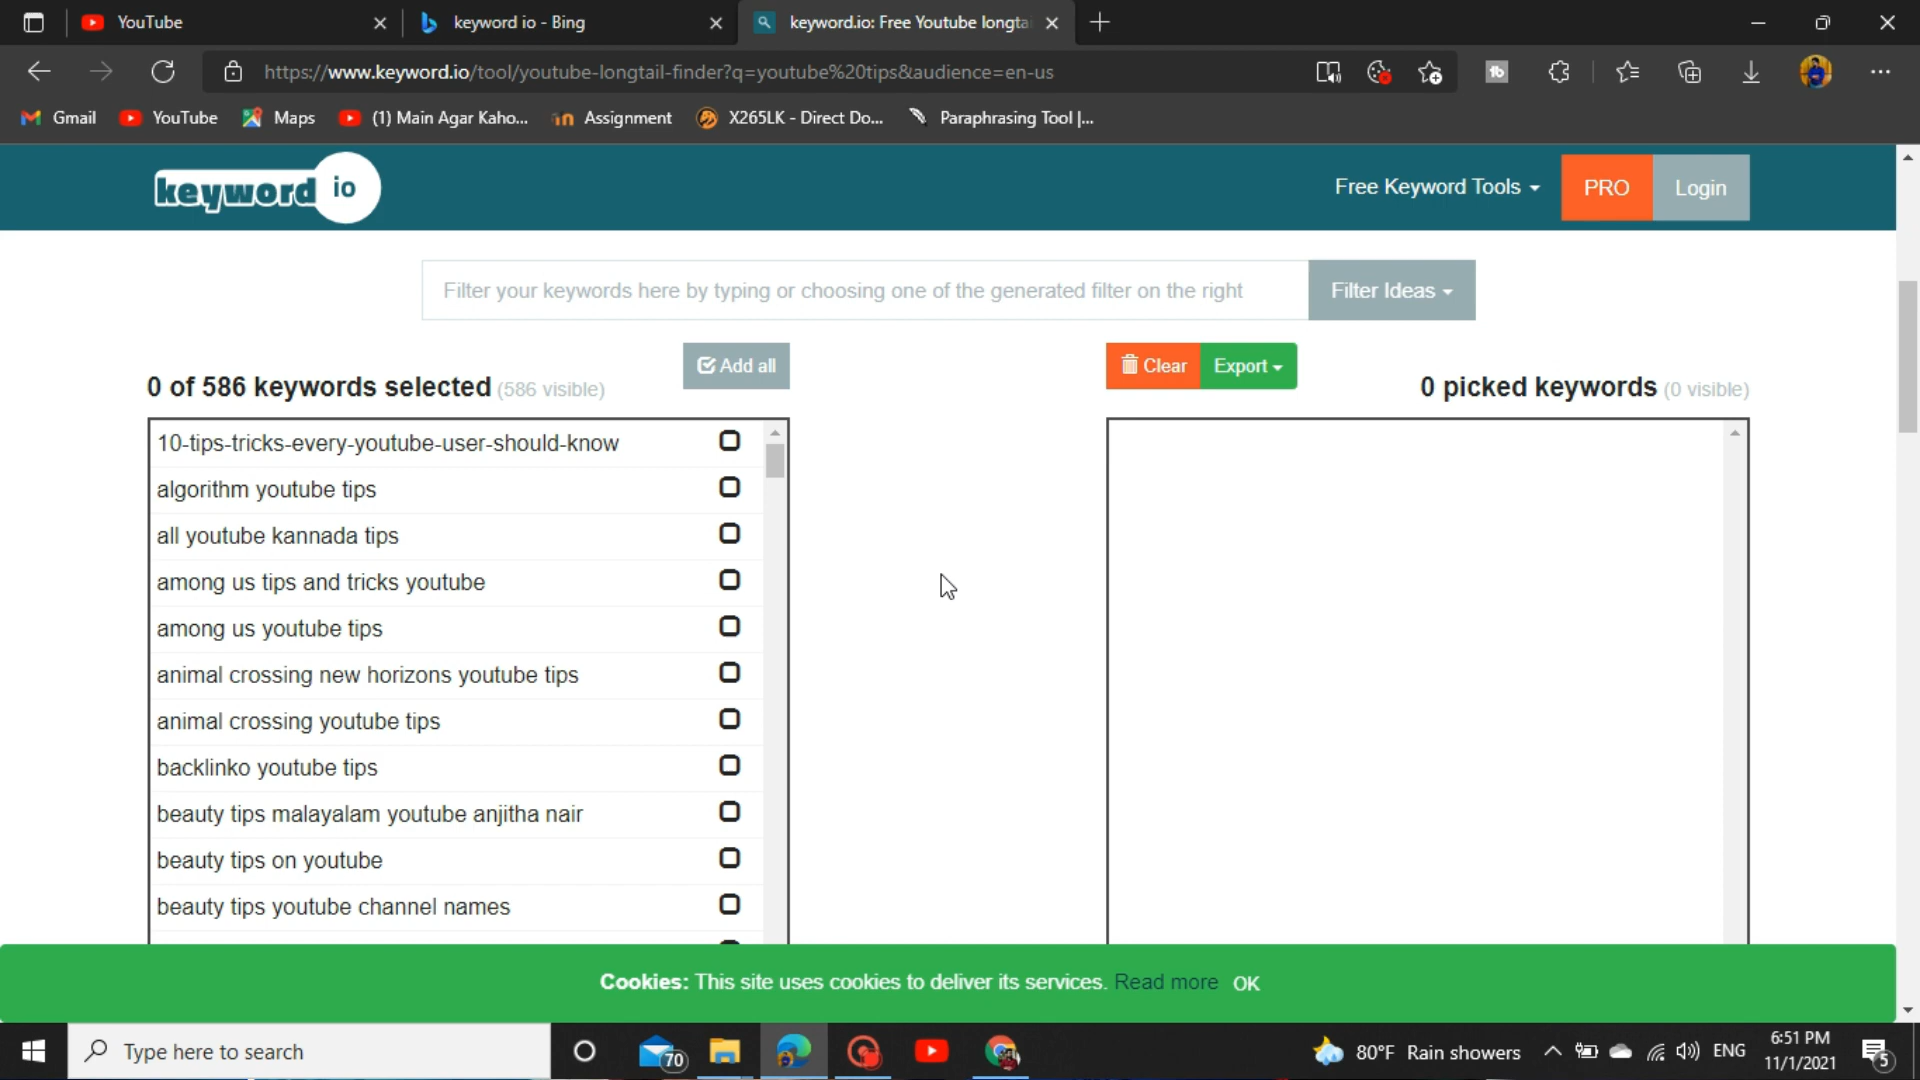 YouTube
keyword io - Bing
keyword.io: Free Youtube longta
https://www.keyword.io/tool/youtube-longtail-finder?q=youtube%20tips&audience=en-us
Gmail
YouTube
Maps
(1) Main Agar Kaho...
Assignment
X265LK - Direct Do...
Paraphrasing Tool |...
keyword io
Free Keyword Tools
PRO
Login
Filter your keywords here by typing or choosing one of the generated filter on the right
Filter Ideas
0 of 586 keywords selected (586 visible)
Add all
Clear
Export
0 picked keywords (0 visible)
10-tips-tricks-every-youtube-user-should-know
algorithm youtube tips
all youtube kannada tips
among us tips and tricks youtube
among us youtube tips
animal crossing new horizons youtube tips
animal crossing youtube tips
backlinko youtube tips
beauty tips malayalam youtube anjitha nair
beauty tips on youtube
beauty tips youtube channel names
Cookies: This site uses cookies to deliver its services. Read more OK
Type here to search
70
80°F Rain showers
ENG
6:51 PM
11/1/2021
5